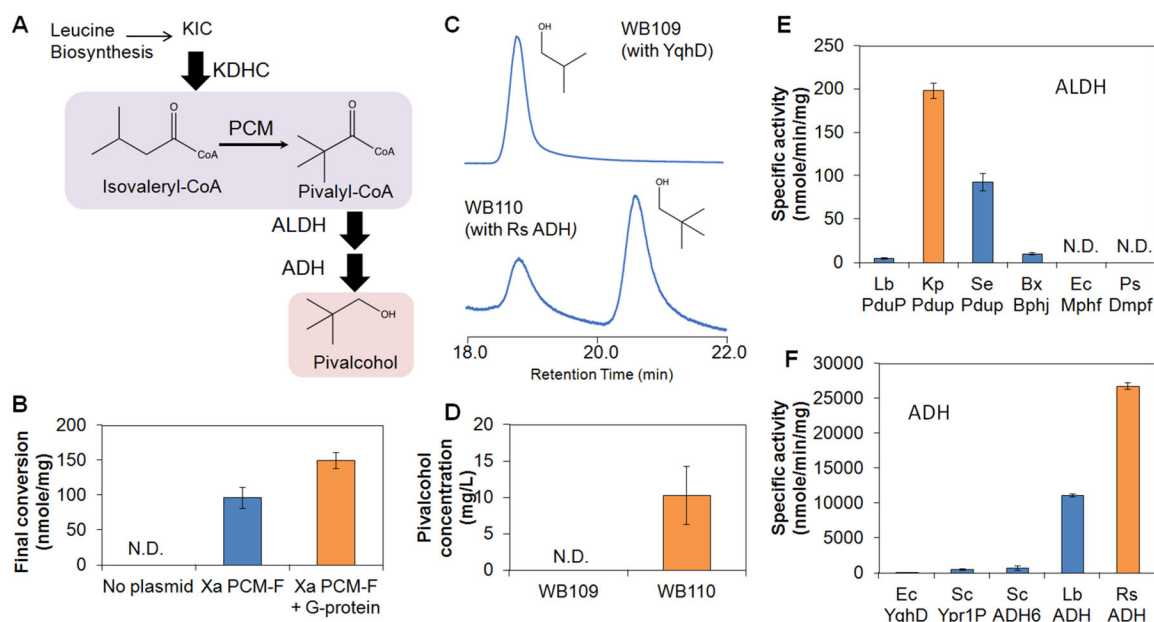 A
Leucine
Biosynthesis
KIC
KDHC
O
CoA
Isovaleryl-CoA
PCM
O
CoA
Pivalyl-CoA
ALDH
ADH
OH
Pivalcohol
B
Final conversion
(nmole/mg)
200
150
100
50
0
N.D.
No plasmid
Xa PCM-F
Xa PCM-F
+ G-protein
C
OH
WB109
(with YqhD)
WB110
(with Rs ADH)
OH
18.0
20.0
22.0
Retention Time (min)
D
Pivalcohol
concentration
(mg/L)
20
15
10
5
0
N.D.
WB109
WB110
E
ALDH
Specific activity
(nmole/min/mg)
250
200
150
100
50
0
N.D.
N.D.
Lb
PduP
Kp
Pdup
Se
Pdup
Bx
Bphj
Ec
Mphf
Ps
Dmpf
F
ADH
Specific activity
(nmole/min/mg)
30000
25000
20000
15000
10000
5000
0
Ec
YqhD
Sc
Ypr1P
Sc
ADH6
Lb
ADH
Rs
ADH